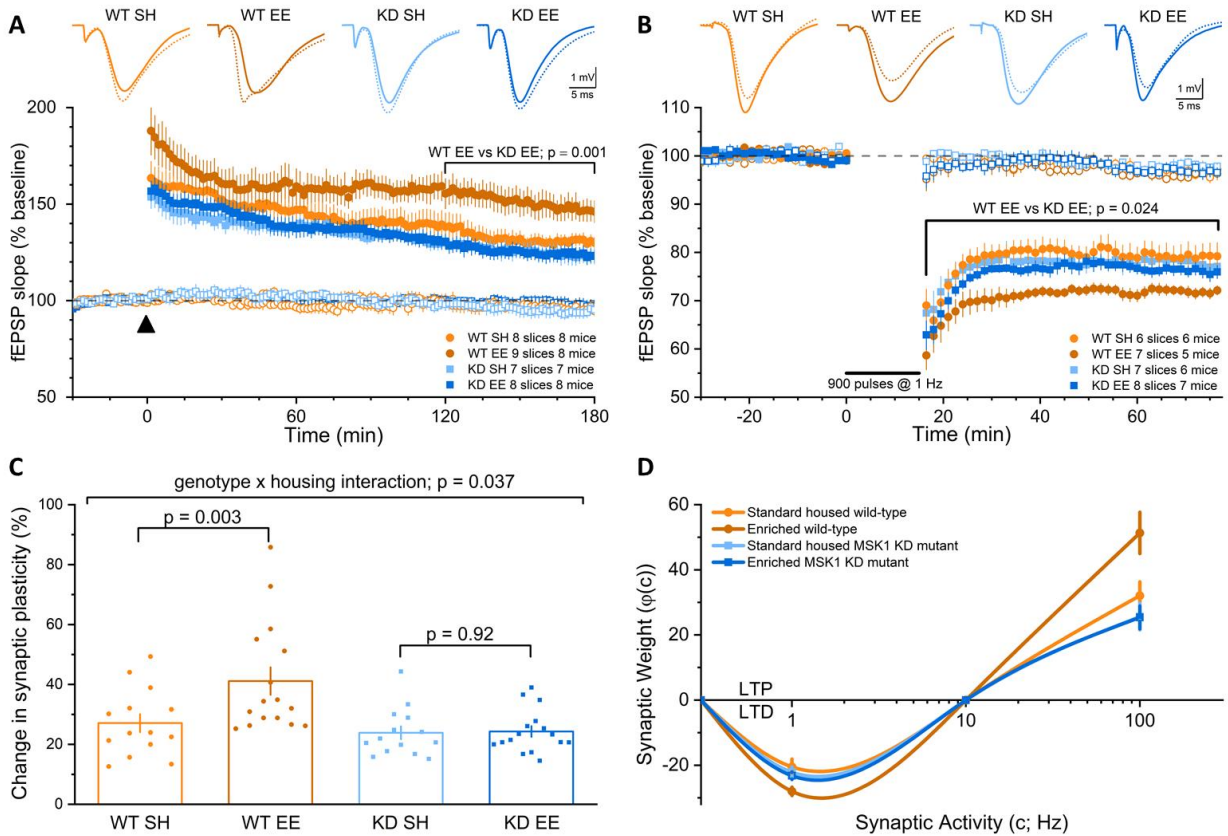 A
WT SH
WT EE
KD SH
KD EE
1 mV
5 ms
200
150
100
50
fEPSP slope (% baseline)
WT EE vs KD EE; p = 0.001
WT SH 8 slices 8 mice
WT EE 9 slices 8 mice
KD SH 7 slices 7 mice
KD EE 8 slices 8 mice
0
60
120
180
Time (min)
B
WT SH
WT EE
KD SH
KD EE
1 mV
5 ms
110
100
90
80
70
60
50
fEPSP slope (% baseline)
WT EE vs KD EE; p = 0.024
900 pulses @ 1 Hz
WT SH 6 slices 6 mice
WT EE 7 slices 5 mice
KD SH 7 slices 6 mice
KD EE 8 slices 7 mice
-20
0
20
40
60
Time (min)
C
genotype x housing interaction; p = 0.037
p = 0.003
p = 0.92
100
80
60
40
20
0
Change in synaptic plasticity (%)
WT SH
WT EE
KD SH
KD EE
D
60
40
20
0
-20
Synaptic Weight (φ(c))
Standard housed wild-type
Enriched wild-type
Standard housed MSK1 KD mutant
Enriched MSK1 KD mutant
LTP
LTD
1
10
100
Synaptic Activity (c; Hz)